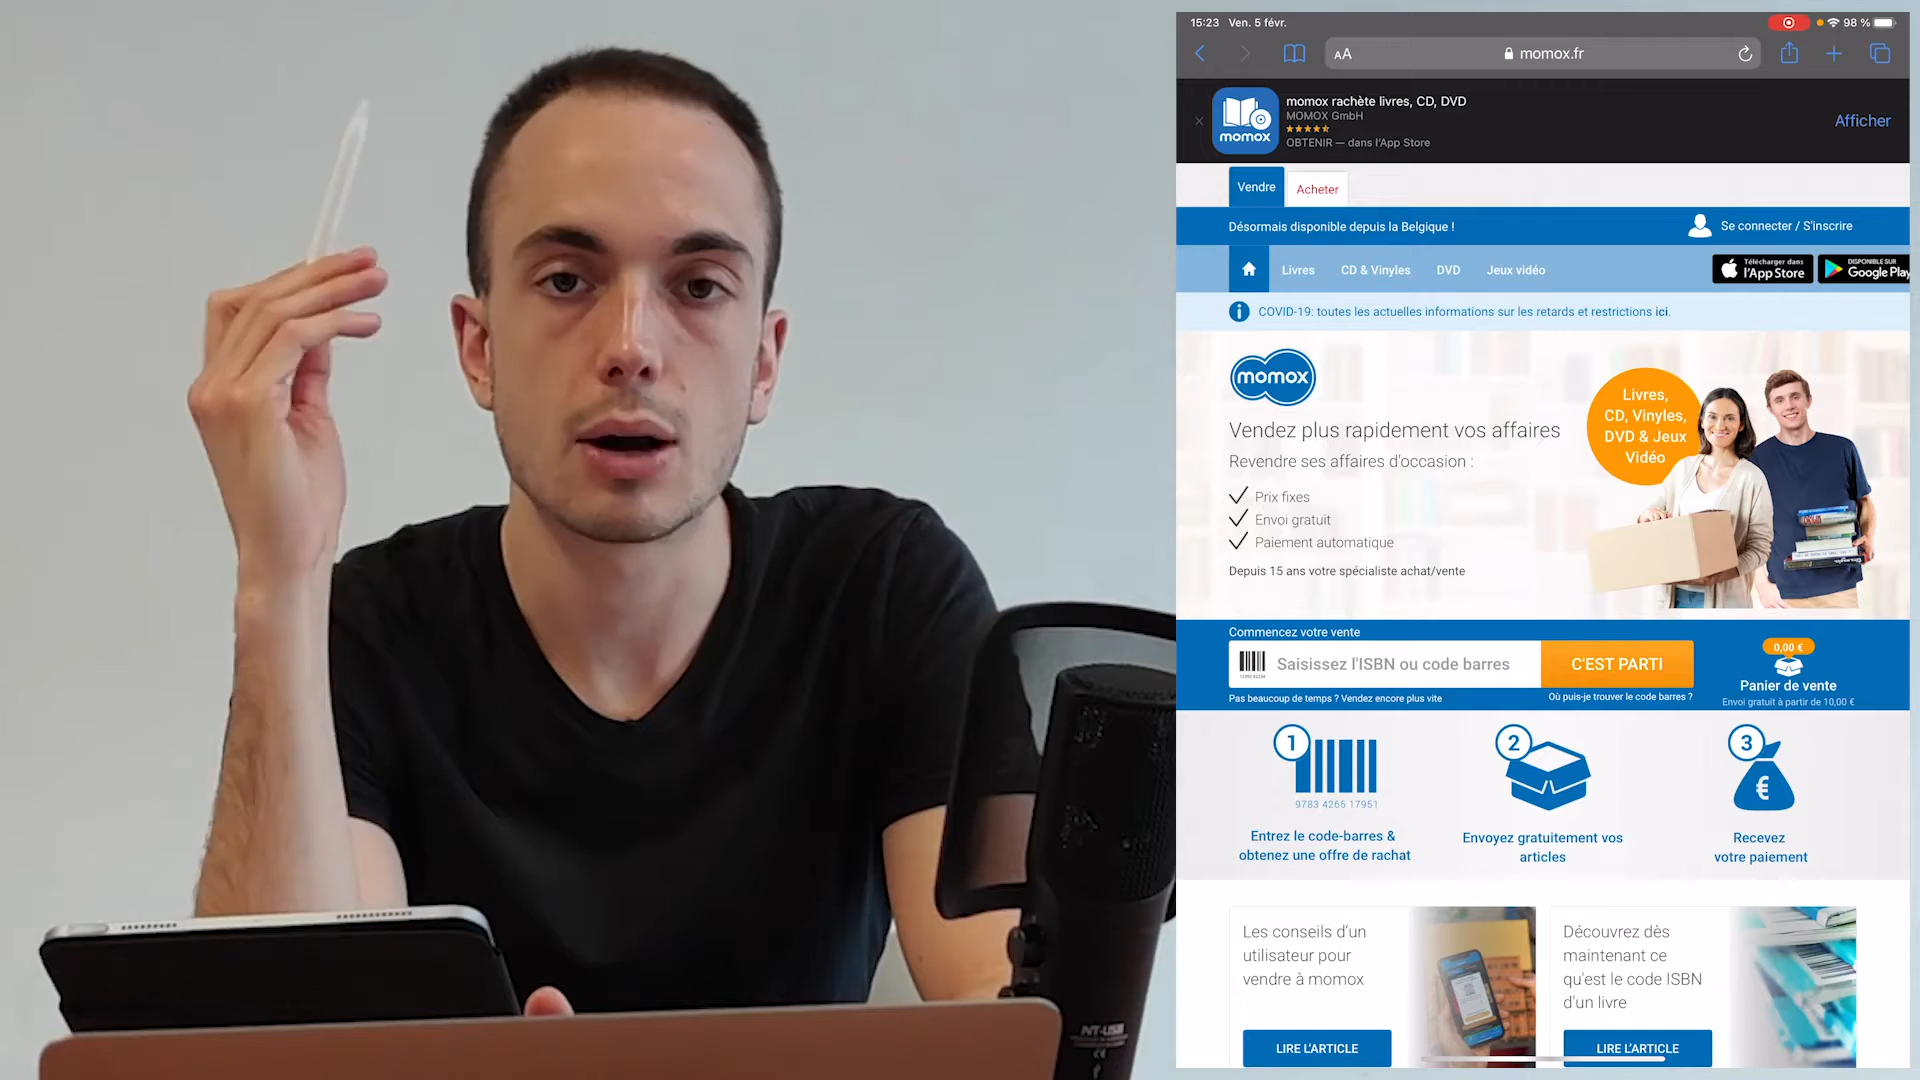 15:23 Ven. 5 févr.
98 %
AA
momox.fr
momox rachète livres, CD, DVD
MOMOX GmbH
OBTENIR — dans l'App Store
momox
Afficher
Vendre
Acheter
Désormais disponible depuis la Belgique !
Se connecter / S'inscrire
Livres
CD & Vinyles
DVD
Jeux vidéo
Télécharger dans
l'App Store
DISPONIBLE SUR
Google Play
COVID-19: toutes les actuelles informations sur les retards et restrictions ici.
momox
Vendez plus rapidement vos affaires
Revendre ses affaires d'occasion :
Prix fixes
Envoi gratuit
Paiement automatique
Depuis 15 ans votre spécialiste achat/vente
Livres,
CD, Vinyles,
DVD & Jeux
Vidéo
Commencez votre vente
Saisissez l'ISBN ou code barres
C'EST PARTI
Pas beaucoup de temps ? Vendez encore plus vite
Où puis-je trouver le code barres ?
0,00 €
Panier de vente
Envoi gratuit à partir de 10,00 €
1
9783 4266 17951
Entrez le code-barres &
obtenez une offre de rachat
2
Envoyez gratuitement vos
articles
3
€
Recevez
votre paiement
Les conseils d'un
utilisateur pour
vendre à momox
LIRE L'ARTICLE
Découvrez dès
maintenant ce
qu'est le code ISBN
d'un livre
LIRE L'ARTICLE
NT-USB